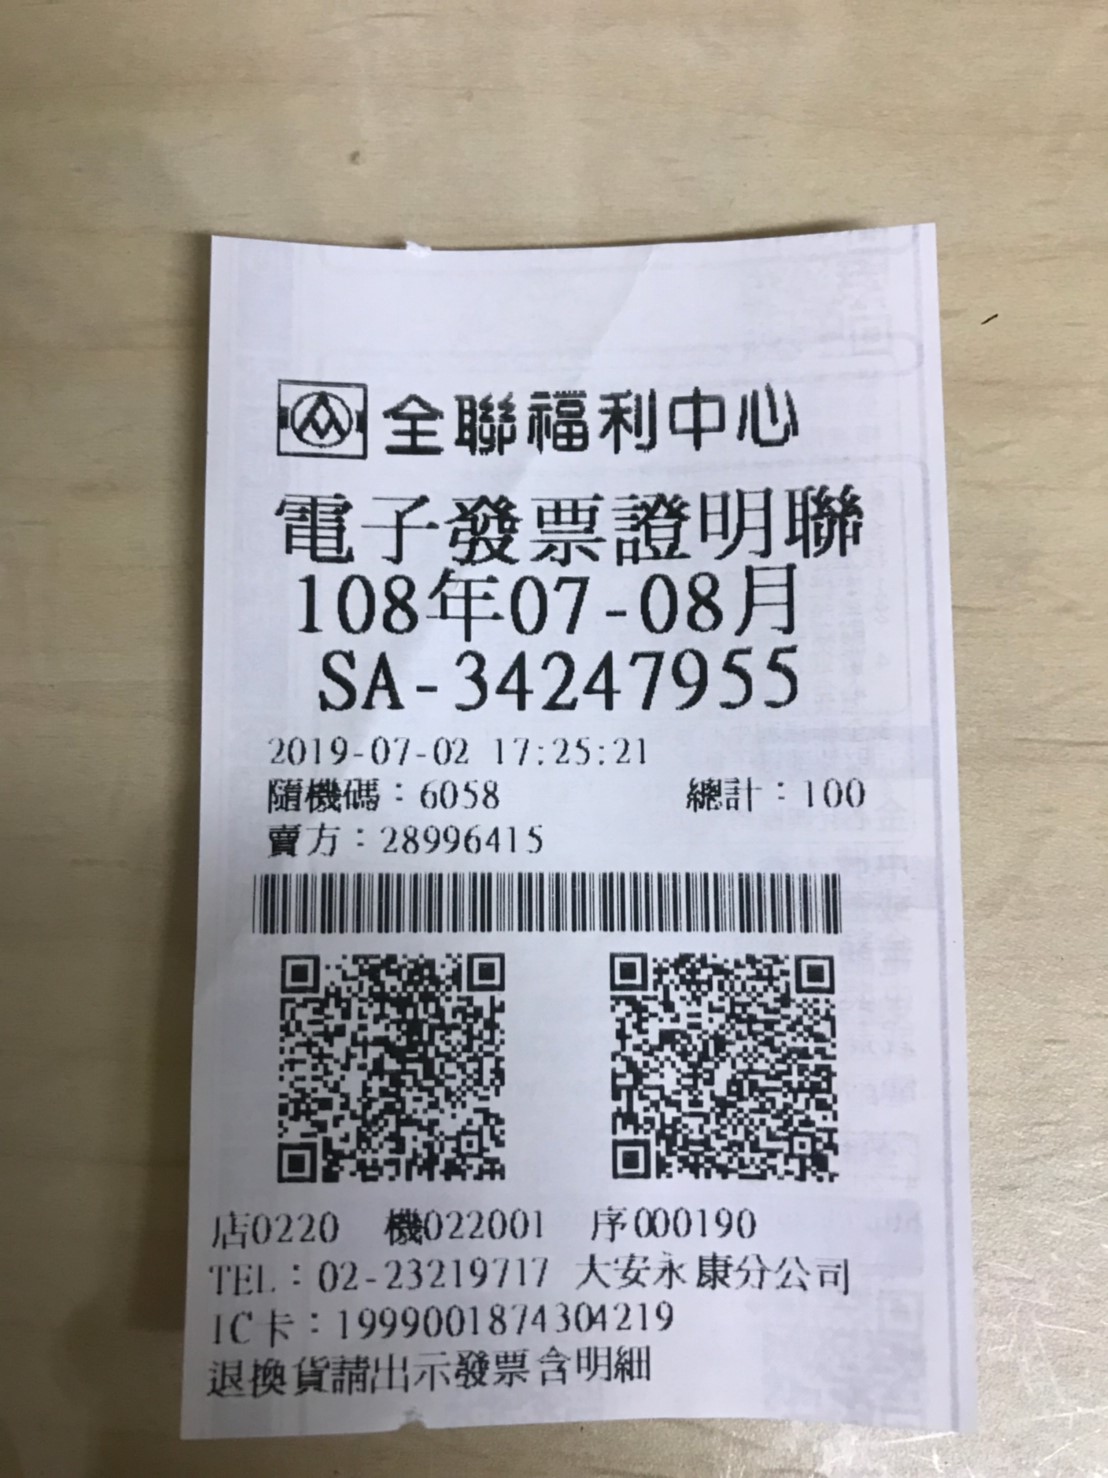 全聯福利中心
電子發票證明聯
108年07-08月
SA-34247955
2019-07-02 17:25:21
隨機碼：6058 總計：100
賣方：28996415
店0220 機022001 序000190
TEL：02-23219717 大安永康分公司
IC卡：1999001874304219
退換貨請出示發票含明細